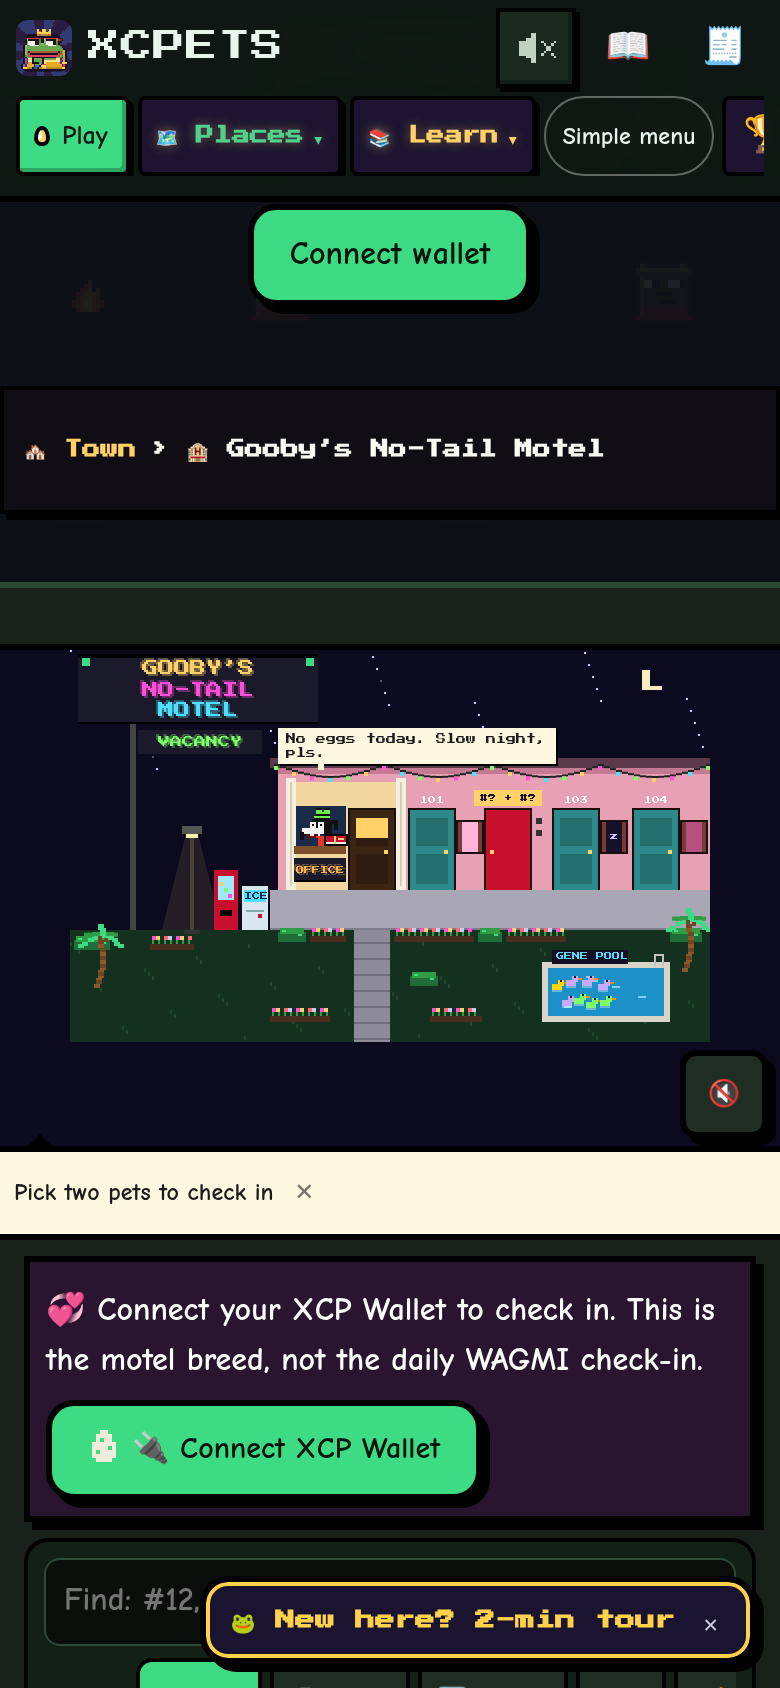 XCPETS
Play
Places
Learn
Simple menu
Connect wallet
Town > Gooby's No-Tail Motel
GOOBY'S
NO-TAIL
MOTEL
VACANCY
No eggs today. Slow night,
pls.
101
#? + #?
103
104
Z
OFFICE
ICE
GENE POOL
Pick two pets to check in ×
💞 Connect your XCP Wallet to check in. This is
the motel breed, not the daily WAGMI check-in.
Connect XCP Wallet
Find: #12,
New here? 2-min tour ×